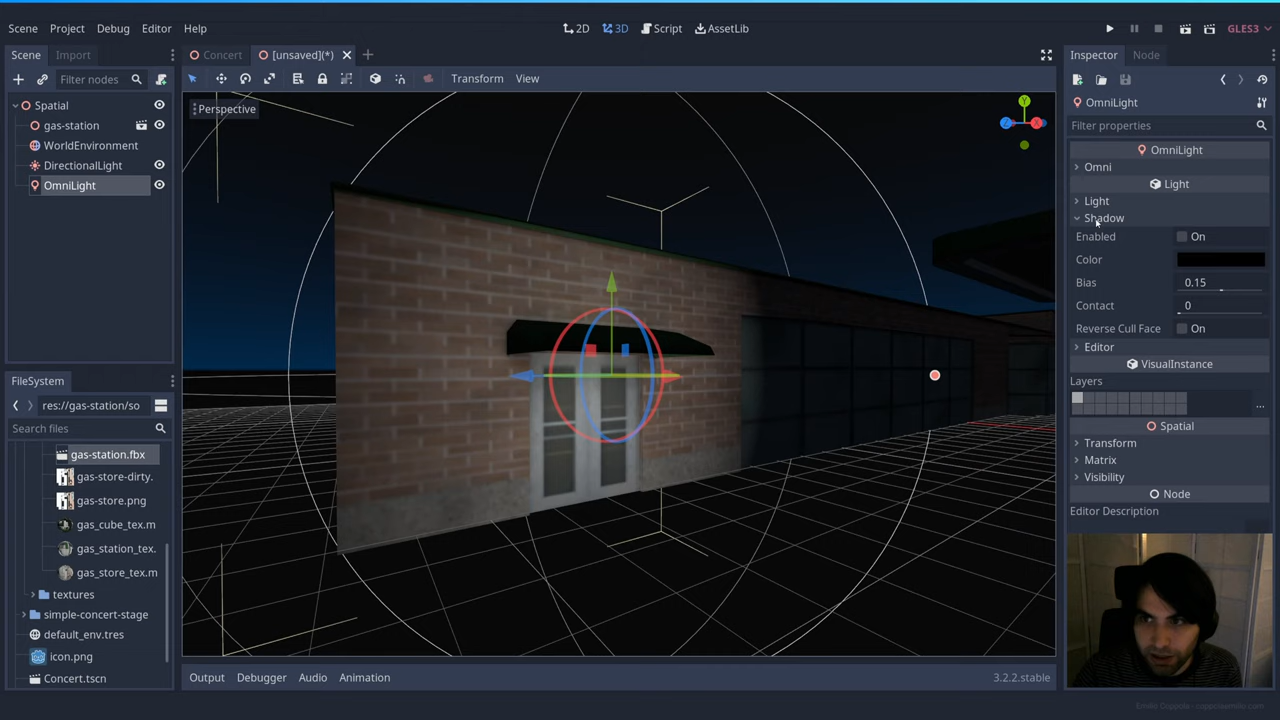 Scene Project Debug Editor Help
2D 3D Script AssetLib
GLES3
Scene Import
Concert [unsaved](*)
Inspector Node
Filter nodes
Transform View
Perspective
Y
Z
X
Spatial
gas-station
WorldEnvironment
DirectionalLight
OmniLight
FileSystem
res://gas-station/so
Search files
gas-station.fbx
gas-store-dirty.
gas-store.png
gas_cube_tex.m
gas_station_tex.
gas_store_tex.m
textures
simple-concert-stage
default_env.tres
icon.png
Concert.tscn
Output Debugger Audio Animation
3.2.2.stable
OmniLight
Filter properties
OmniLight
Omni
Light
Light
Shadow
Enabled On
Color
Bias 0.15
Contact 0
Reverse Cull Face On
Editor
VisualInstance
Layers
...
Spatial
Transform
Matrix
Visibility
Node
Editor Description
Emilio Coppola - coppolaemilio.com